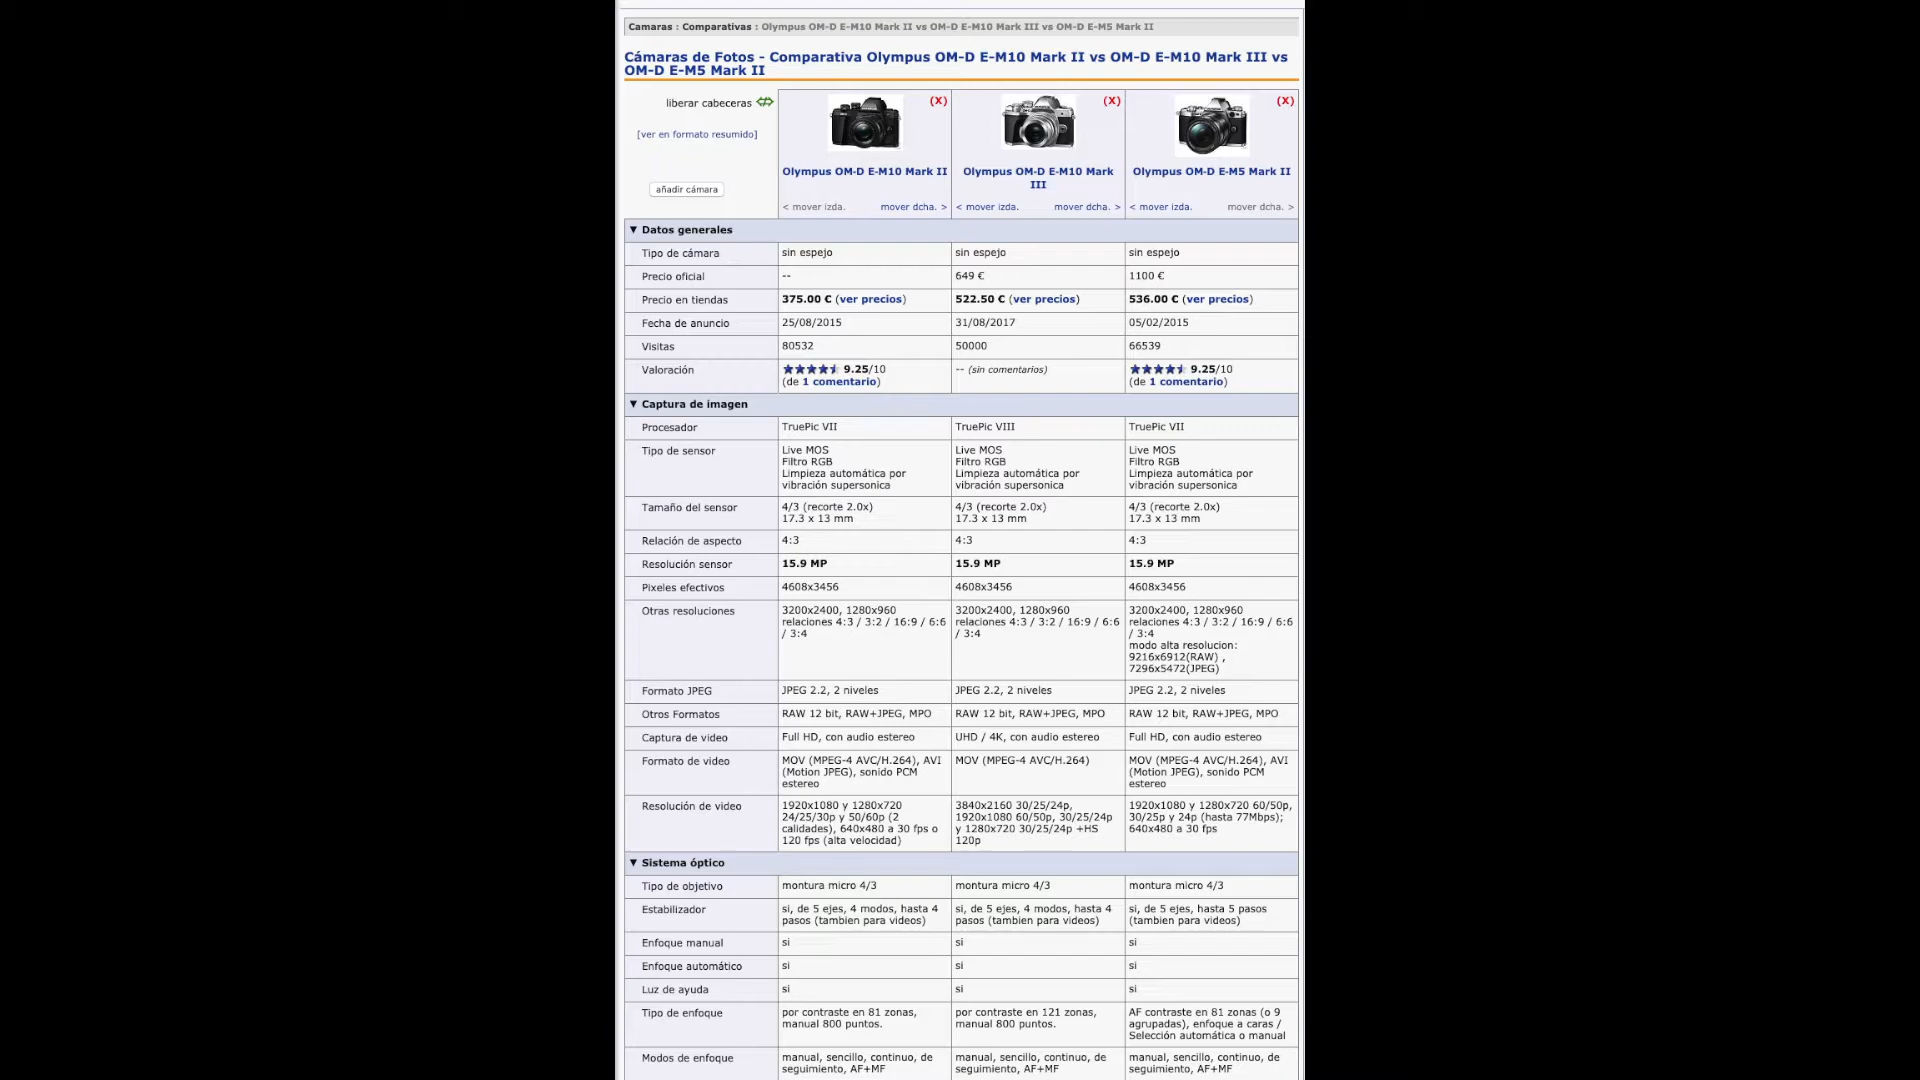 Camaras : Comparativas : Olympus OM-D E-M10 Mark II vs OM-D E-M10 Mark III vs OM-D E-M5 Mark II
Cámaras de Fotos - Comparativa Olympus OM-D E-M10 Mark II vs OM-D E-M10 Mark III vs
OM-D E-M5 Mark II
liberar cabeceras
[ver en formato resumido]
añadir cámara
(X) (X) (X)
Olympus OM-D E-M10 Mark II Olympus OM-D E-M10 Mark Olympus OM-D E-M5 Mark II
III
< mover izda. mover dcha. > < mover izda. mover dcha. > < mover izda. mover dcha. >
▼ Datos generales
Tipo de cámara sin espejo sin espejo sin espejo
Precio oficial -- 649 € 1100 €
Precio en tiendas 375.00 € (ver precios) 522.50 € (ver precios) 536.00 € (ver precios)
Fecha de anuncio 25/08/2015 31/08/2017 05/02/2015
Visitas 80532 50000 66539
Valoración 9.25/10 -- (sin comentarios) 9.25/10
(de 1 comentario) (de 1 comentario)
▼ Captura de imagen
Procesador TruePic VII TruePic VIII TruePic VII
Tipo de sensor Live MOS Live MOS Live MOS
Filtro RGB Filtro RGB Filtro RGB
Limpieza automática por Limpieza automática por Limpieza automática por
vibración supersonica vibración supersonica vibración supersonica
Tamaño del sensor 4/3 (recorte 2.0x) 4/3 (recorte 2.0x) 4/3 (recorte 2.0x)
17.3 x 13 mm 17.3 x 13 mm 17.3 x 13 mm
Relación de aspecto 4:3 4:3 4:3
Resolución sensor 15.9 MP 15.9 MP 15.9 MP
Pixeles efectivos 4608x3456 4608x3456 4608x3456
Otras resoluciones 3200x2400, 1280x960 3200x2400, 1280x960 3200x2400, 1280x960
relaciones 4:3 / 3:2 / 16:9 / 6:6 relaciones 4:3 / 3:2 / 16:9 / 6:6 relaciones 4:3 / 3:2 / 16:9 / 6:6
/ 3:4 / 3:4 / 3:4
modo alta resolucion:
9216x6912(RAW) ,
7296x5472(JPEG)
Formato JPEG JPEG 2.2, 2 niveles JPEG 2.2, 2 niveles JPEG 2.2, 2 niveles
Otros Formatos RAW 12 bit, RAW+JPEG, MPO RAW 12 bit, RAW+JPEG, MPO RAW 12 bit, RAW+JPEG, MPO
Captura de video Full HD, con audio estereo UHD / 4K, con audio estereo Full HD, con audio estereo
Formato de video MOV (MPEG-4 AVC/H.264), AVI MOV (MPEG-4 AVC/H.264) MOV (MPEG-4 AVC/H.264), AVI
(Motion JPEG), sonido PCM (Motion JPEG), sonido PCM
estereo estereo
Resolución de video 1920x1080 y 1280x720 3840x2160 30/25/24p, 1920x1080 y 1280x720 60/50p,
24/25/30p y 50/60p (2 1920x1080 60/50p, 30/25/24p 30/25p y 24p (hasta 77Mbps);
calidades), 640x480 a 30 fps o y 1280x720 30/25/24p +HS 640x480 a 30 fps
120 fps (alta velocidad) 120p
▼ Sistema óptico
Tipo de objetivo montura micro 4/3 montura micro 4/3 montura micro 4/3
Estabilizador si, de 5 ejes, 4 modos, hasta 4 si, de 5 ejes, 4 modos, hasta 4 si, de 5 ejes, hasta 5 pasos
pasos (tambien para videos) pasos (tambien para videos) (tambien para videos)
Enfoque manual si si si
Enfoque automático si si si
Luz de ayuda si si si
Tipo de enfoque por contraste en 81 zonas, por contraste en 121 zonas, AF contraste en 81 zonas (o 9
manual 800 puntos. manual 800 puntos. agrupadas), enfoque a caras /
Selección automática o manual
Modos de enfoque manual, sencillo, continuo, de manual, sencillo, continuo, de manual, sencillo, continuo, de
seguimiento, AF+MF seguimiento, AF+MF seguimiento, AF+MF